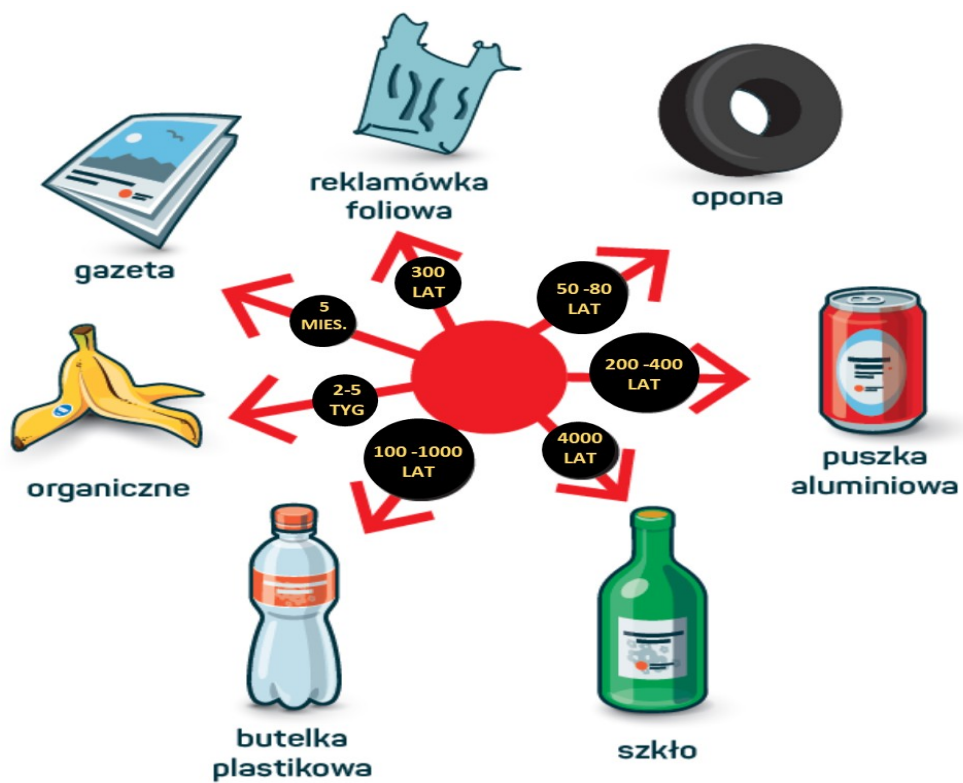 reklamówka
foliowa
opona
gazeta
300
LAT
50 -80
LAT
5
MIES.
200 -400
LAT
2-5
TYG
100 -1000
LAT
4000
LAT
organiczne
puszka
aluminiowa
butelka
plastikowa
szkło